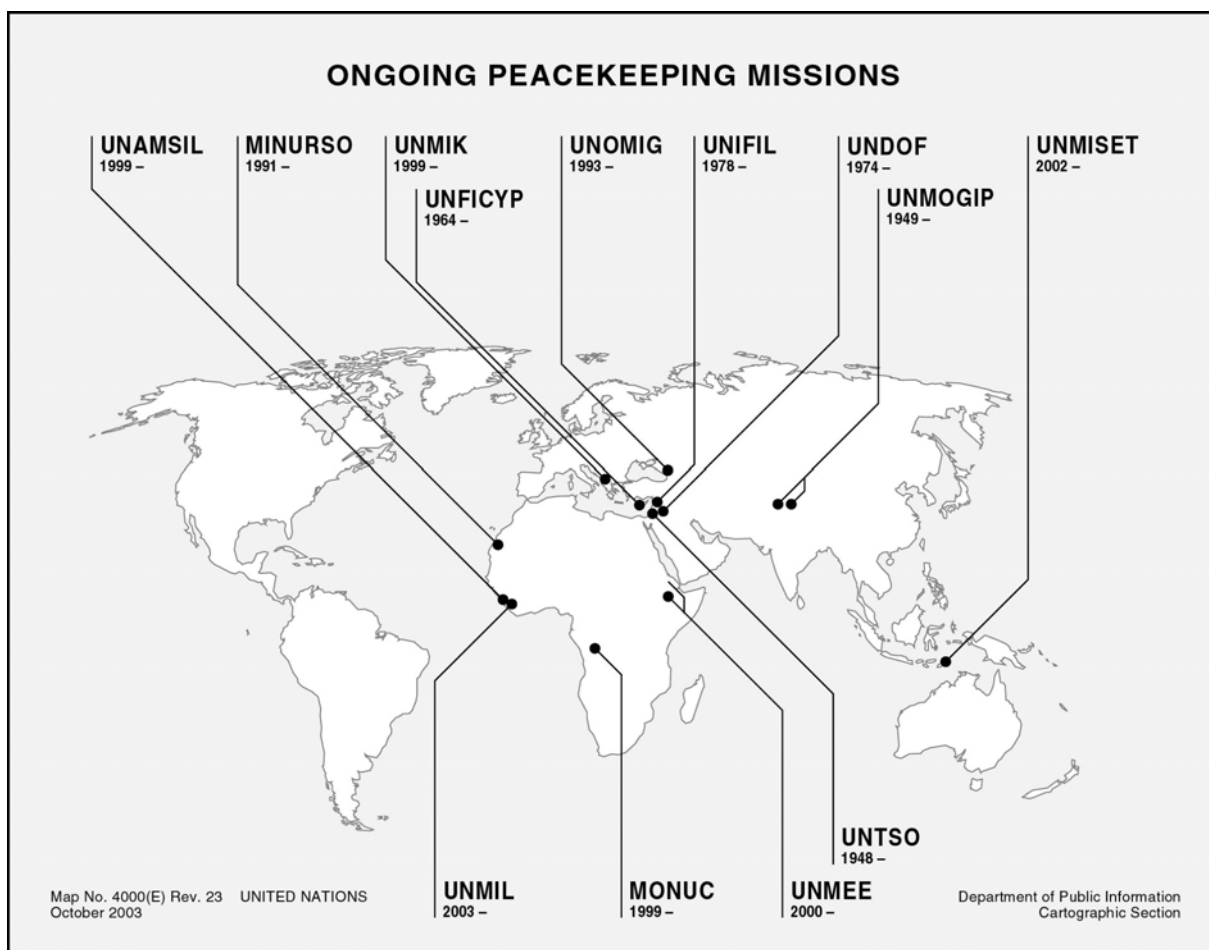 ONGOING PEACEKEEPING MISSIONS
UNAMSIL
1999 –
MINURSO
1991 –
UNMIK
1999 –
UNFICYP
1964 –
UNOMIG
1993 –
UNIFIL
1978 –
UNDOF
1974 –
UNMOGIP
1949 –
UNMISET
2002 –
UNTSO
1948 –
UNMIL
2003 –
MONUC
1999 –
UNMEE
2000 –
Map No. 4000(E) Rev. 23 UNITED NATIONS
October 2003
Department of Public Information
Cartographic Section